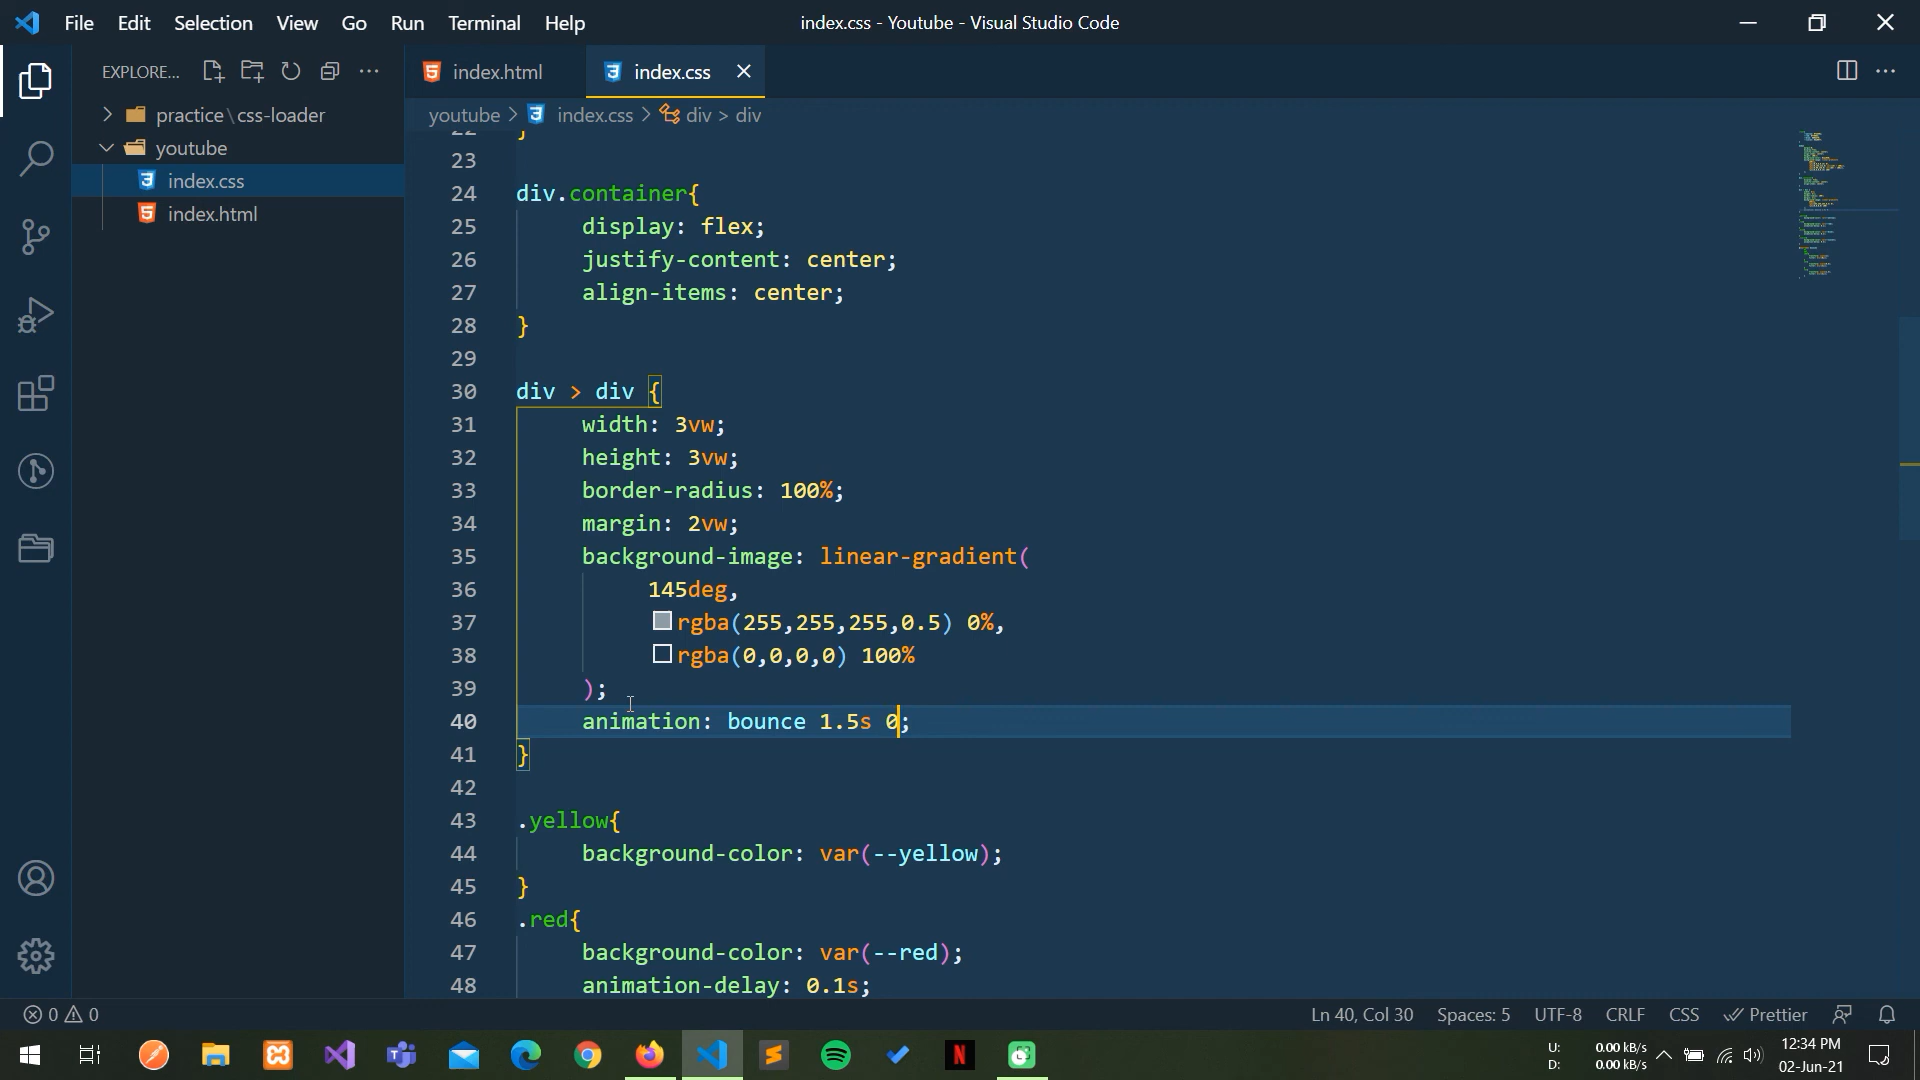 File Edit Selection View Go Run Terminal Help index.css - Youtube - Visual Studio Code
EXPLORE...
index.html
index.css
practice\css-loader
youtube
index.css
index.html
youtube > index.css > div > div
22 }
23
24 div.container{
25 display: flex;
26 justify-content: center;
27 align-items: center;
28 }
29
30 div > div {
31 width: 3vw;
32 height: 3vw;
33 border-radius: 100%;
34 margin: 2vw;
35 background-image: linear-gradient(
36 145deg,
37 rgba(255,255,255,0.5) 0%,
38 rgba(0,0,0,0) 100%
39 );
40 animation: bounce 1.5s 0;
41 }
42
43 .yellow{
44 background-color: var(--yellow);
45 }
46 .red{
47 background-color: var(--red);
48 animation-delay: 0.1s;
0 0 Ln 40, Col 30 Spaces: 5 UTF-8 CRLF CSS Prettier
U: 0.00 kB/s
D: 0.00 kB/s
12:34 PM
02-Jun-21